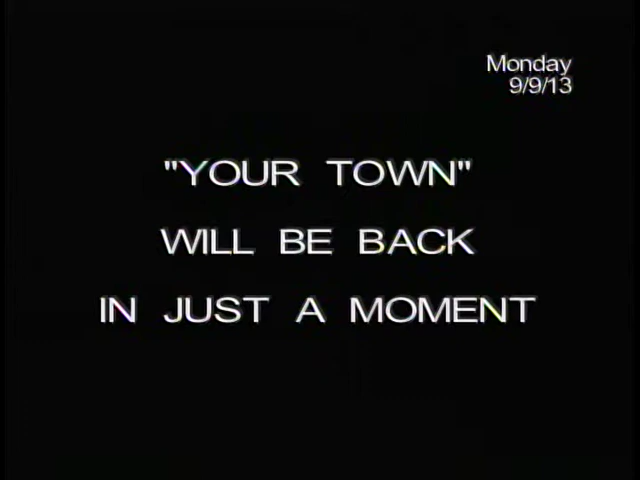 Monday
9/9/13
"YOUR TOWN"
WILL BE BACK
IN JUST A MOMENT